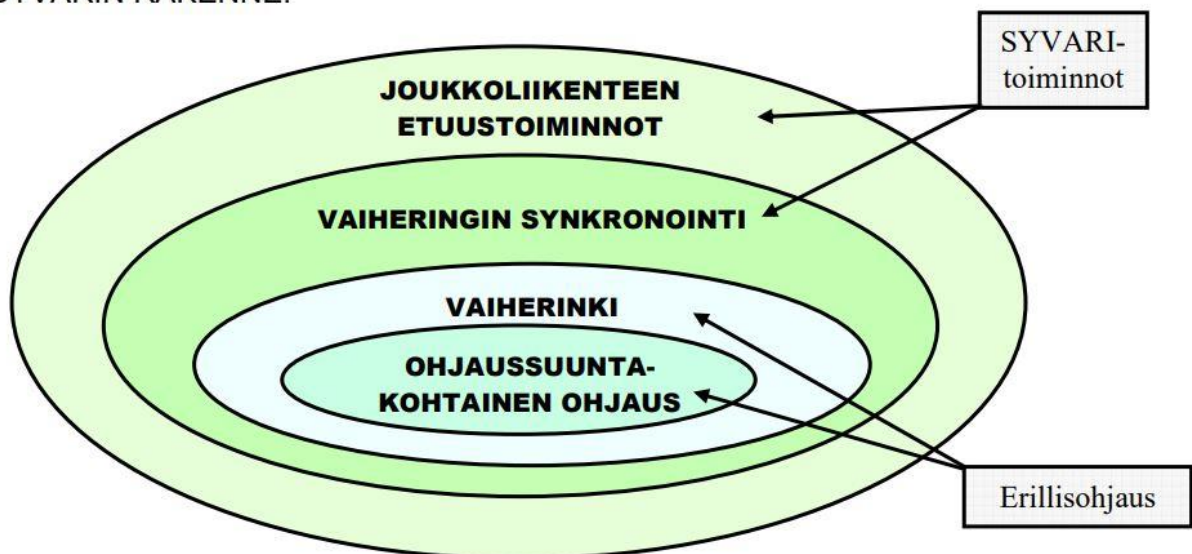 SYVARI-
toiminnot
JOUKKOLIIKENTEEN
ETUUSTOIMINNOT
VAIHERINGIN SYNKRONOINTI
VAIHERINKI
OHJAUSSUUNTA-
KOHTAINEN OHJAUS
Erillisohjaus